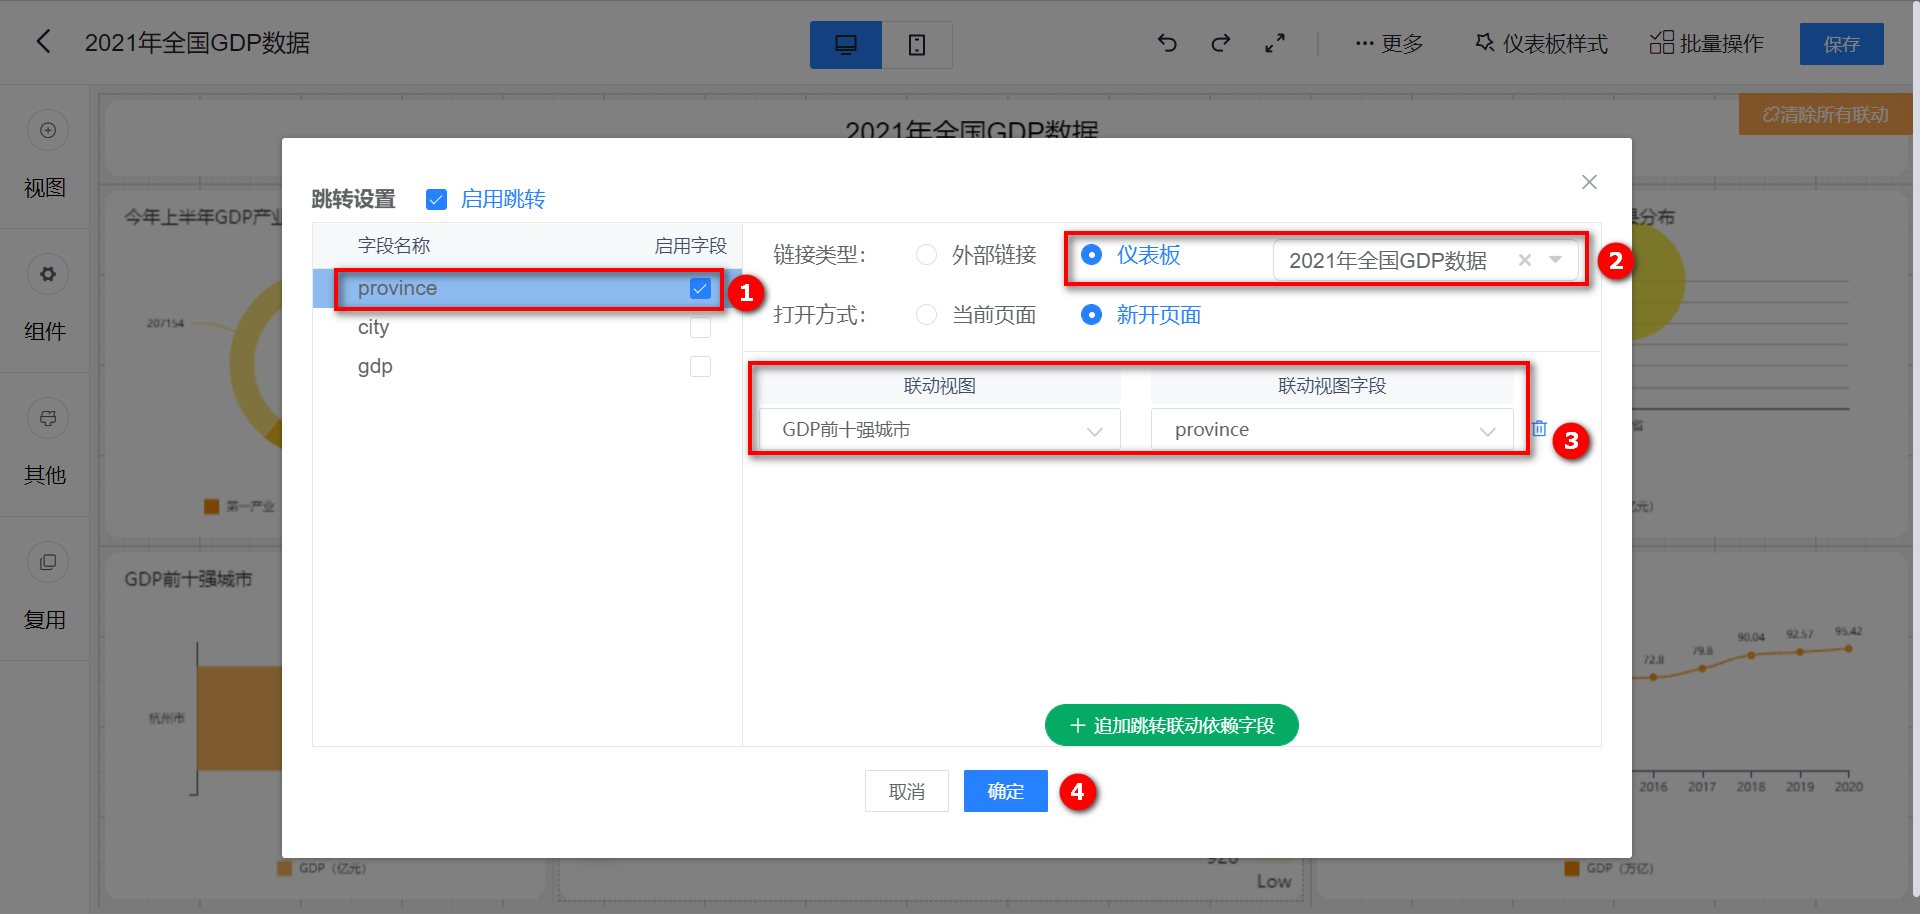 2021年全国GDP数据
更多
仪表板样式
批量操作
保存
清除所有联动
2021年全国GDP数据
视图
组件
其他
复用
今年上半年GDP产业
207154
第一产业
GDP前十强城市
杭州市
GDP（亿元）
跳转设置
启用跳转
字段名称
启用字段
province
1
city
gdp
链接类型：
外部链接
仪表板
2021年全国GDP数据
2
打开方式：
当前页面
新开页面
联动视图
联动视图字段
GDP前十强城市
province
3
追加跳转联动依赖字段
取消
确定
4
分布
元）
72.8
79.8
90.04
92.57
95.42
2016
2017
2018
2019
2020
Low
GDP（万亿）